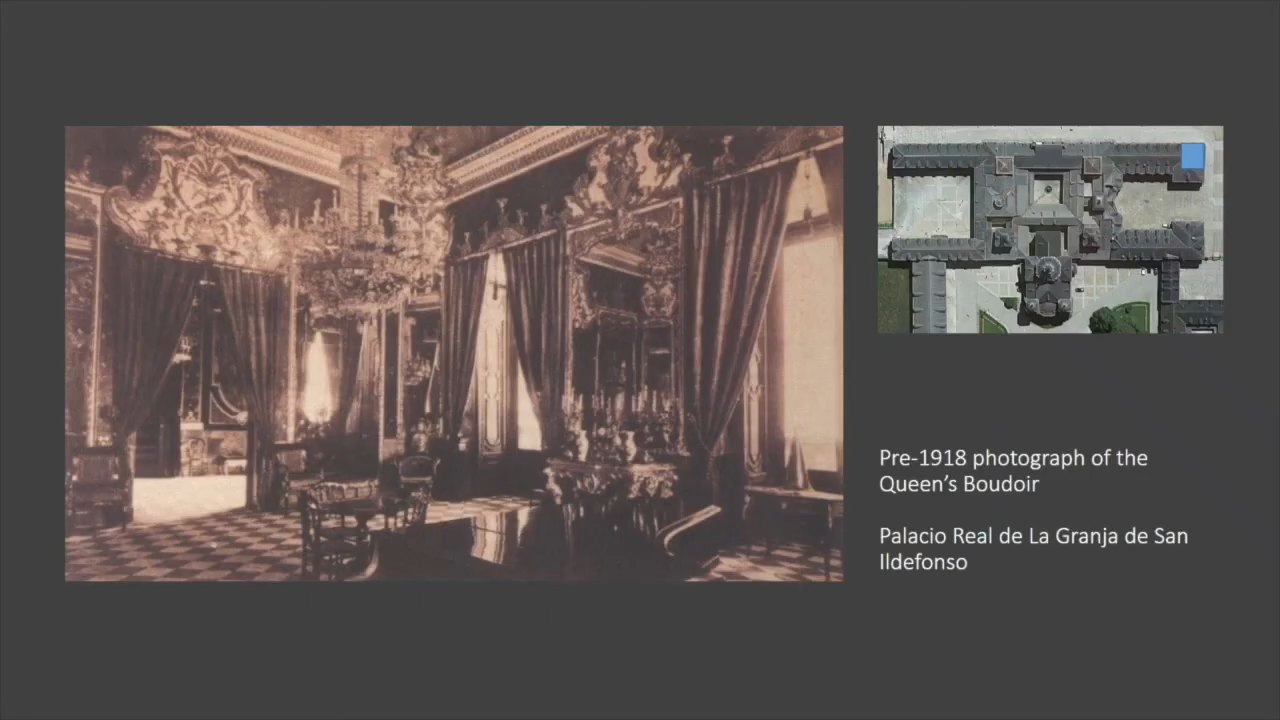 Pre-1918 photograph of the
Queen’s Boudoir
Palacio Real de La Granja de San
Ildefonso